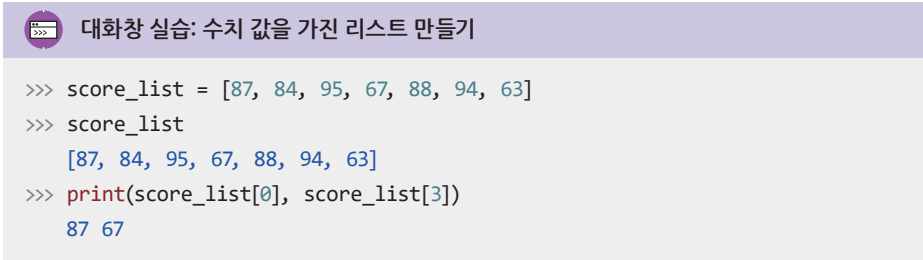 대화창 실습: 수치 값을 가진 리스트 만들기
>>> score_list = [87, 84, 95, 67, 88, 94, 63]
>>> score_list
[87, 84, 95, 67, 88, 94, 63]
>>> print(score_list[0], score_list[3])
87 67